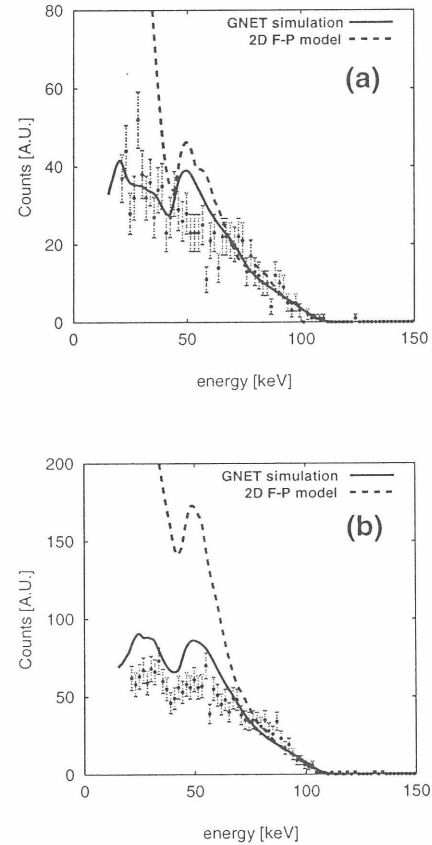 80
60
40
20
0
Counts [A.U.]
GNET simulation
2D F-P model
(a)
0
50
100
150
energy [keV]
200
150
100
50
0
Counts [A.U.]
GNET simulation
2D F-P model
(b)
0
50
100
150
energy [keV]